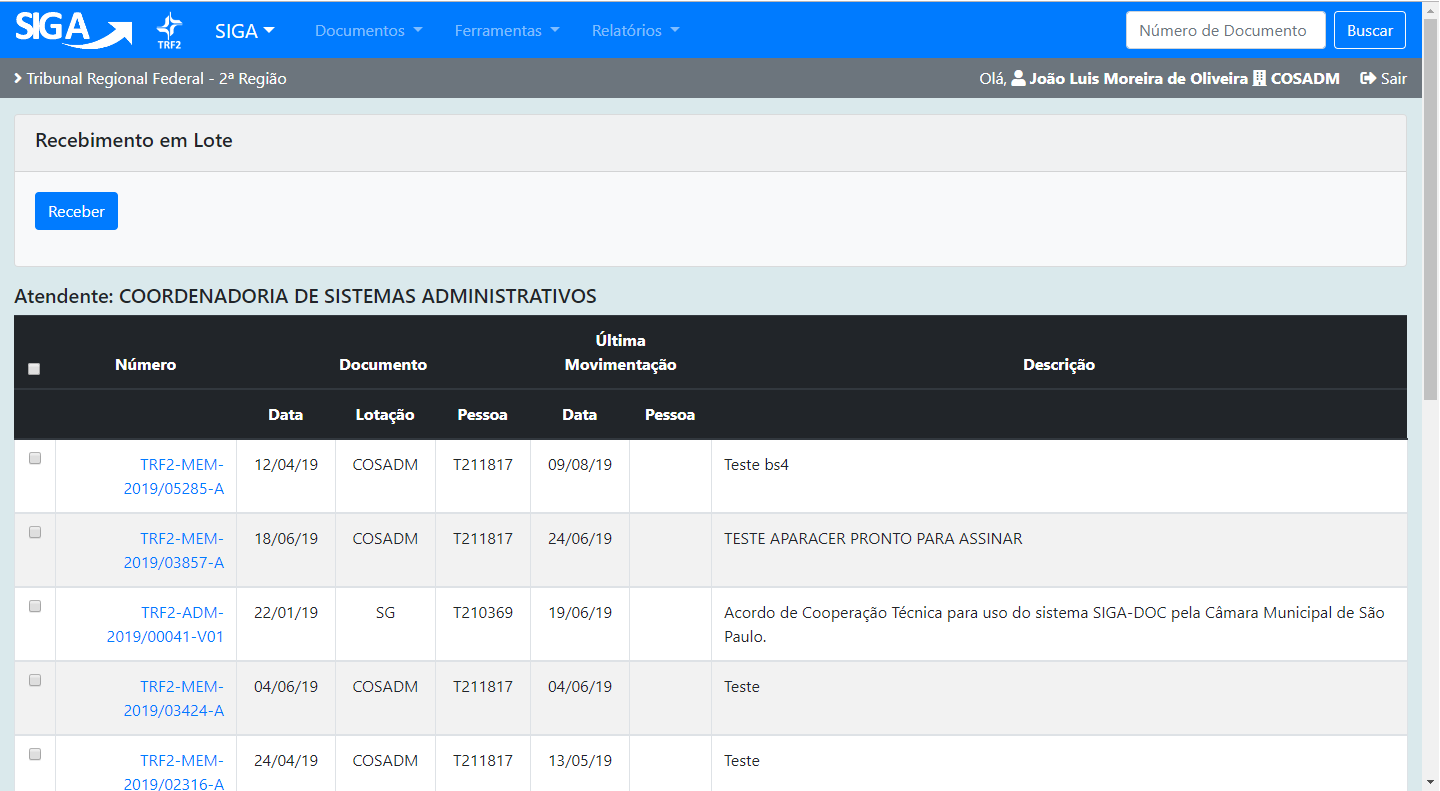 SIGA TRF2 SIGA Documentos Ferramentas Relatórios Número de Documento Buscar
Tribunal Regional Federal - 2ª Região Olá, João Luis Moreira de Oliveira COSADM Sair
Recebimento em Lote
Receber
Atendente: COORDENADORIA DE SISTEMAS ADMINISTRATIVOS
Número Documento Última Movimentação Descrição
Data Lotação Pessoa Data Pessoa
TRF2-MEM- 12/04/19 COSADM T211817 09/08/19 Teste bs4
2019/05285-A
TRF2-MEM- 18/06/19 COSADM T211817 24/06/19 TESTE APARACER PRONTO PARA ASSINAR
2019/03857-A
TRF2-ADM- 22/01/19 SG T210369 19/06/19 Acordo de Cooperação Técnica para uso do sistema SIGA-DOC pela Câmara Municipal de São
2019/00041-V01 Paulo.
TRF2-MEM- 04/06/19 COSADM T211817 04/06/19 Teste
2019/03424-A
TRF2-MEM- 24/04/19 COSADM T211817 13/05/19 Teste
2019/02316-A